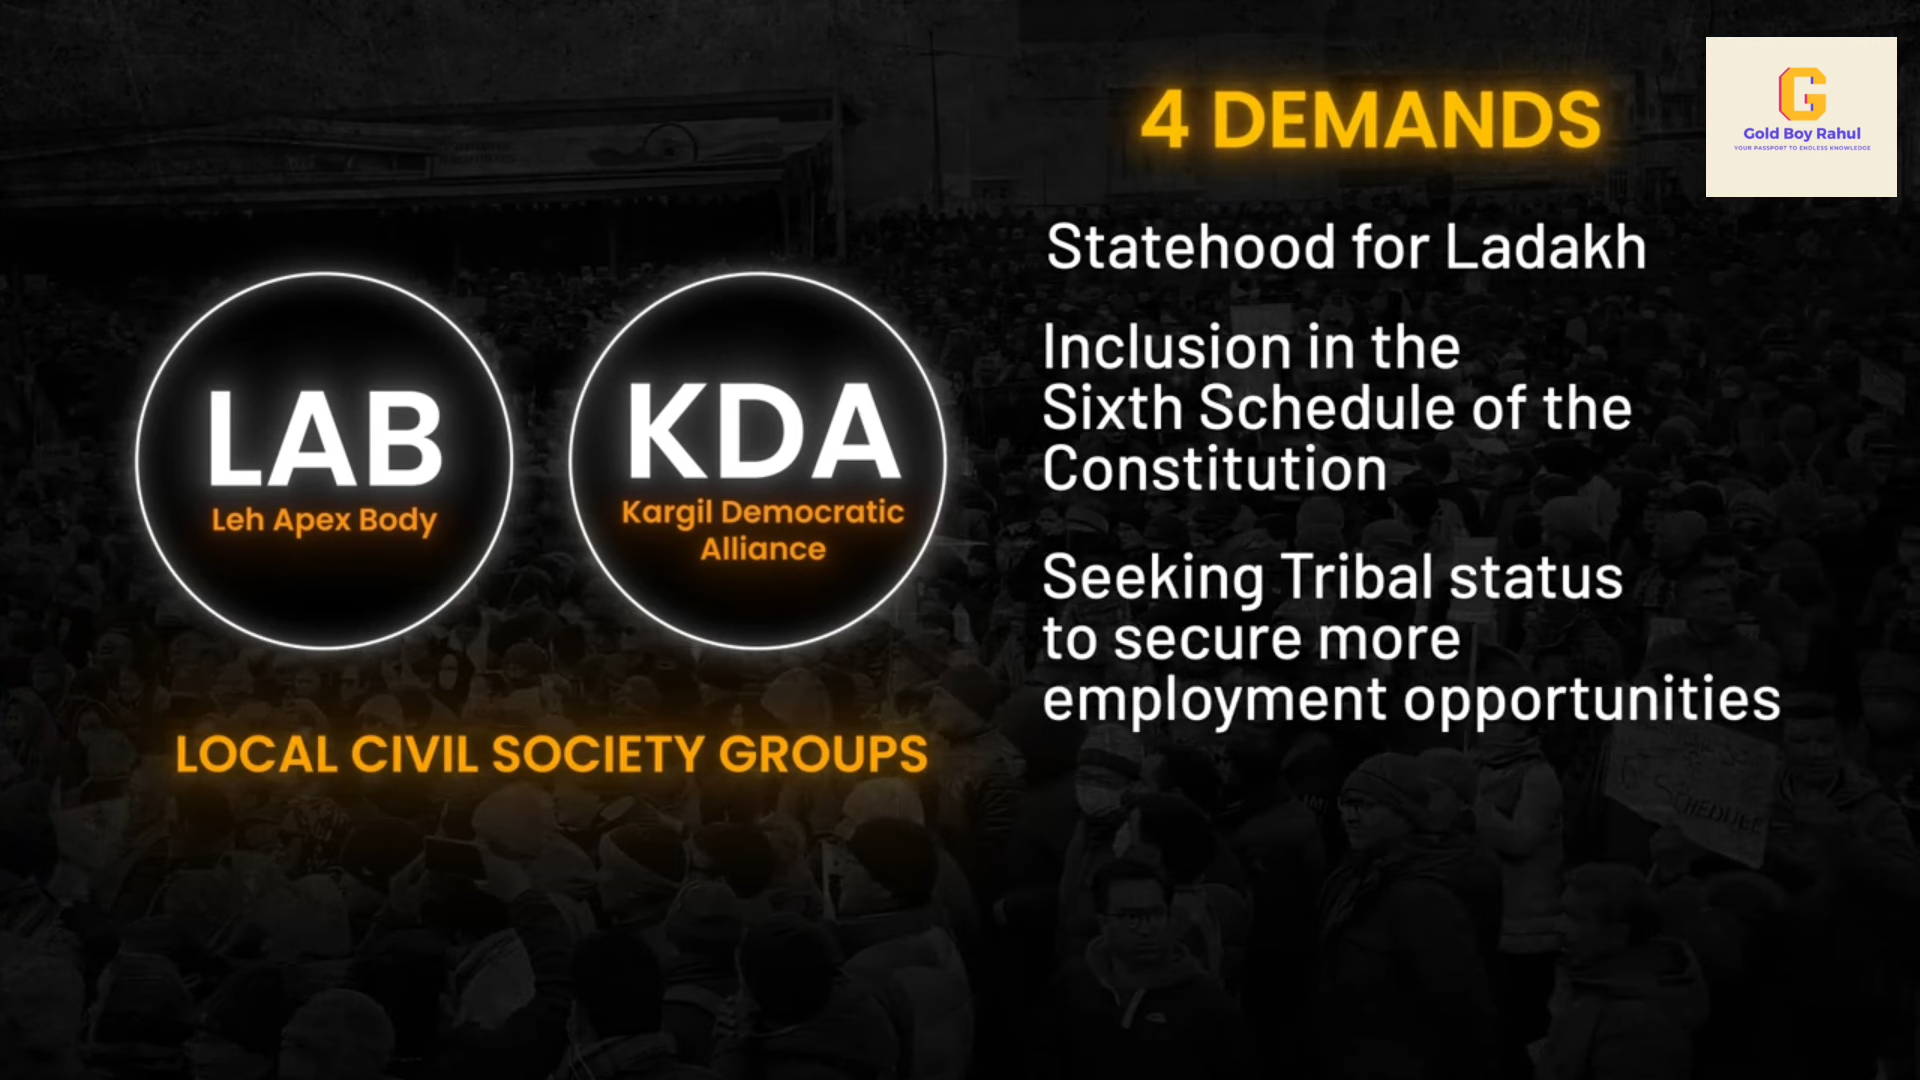 4 DEMANDS
Gold Boy Rahul
YOUR PASSPORT TO ENDLESS KNOWLEDGE
Statehood for Ladakh
Inclusion in the
Sixth Schedule of the
Constitution
Seeking Tribal status
to secure more
employment opportunities
LAB
Leh Apex Body
KDA
Kargil Democratic
Alliance
LOCAL CIVIL SOCIETY GROUPS
SCHEDULE